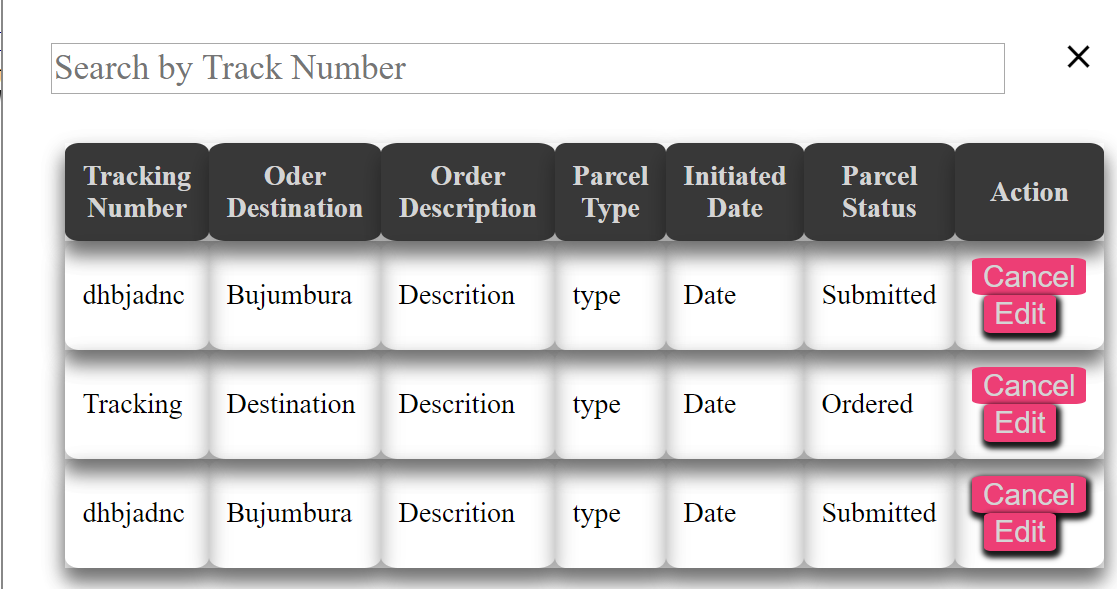 Search by Track Number
Tracking Number Oder Destination Order Description Parcel Type Initiated Date Parcel Status Action
dhbjadnc Bujumbura Descrition type Date Submitted Cancel
Edit
Tracking Destination Descrition type Date Ordered Cancel
Edit
dhbjadnc Bujumbura Descrition type Date Submitted Cancel
Edit